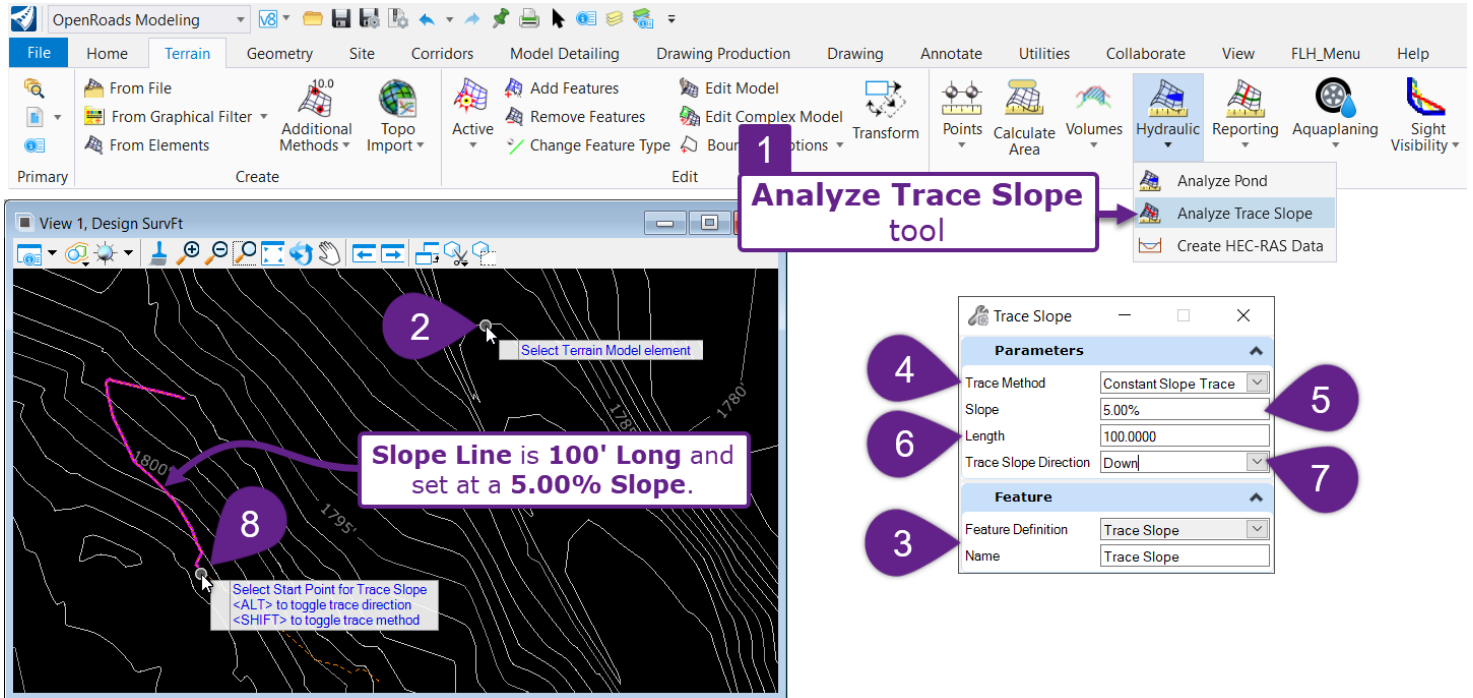 OpenRoads Modeling
V8
File Home Terrain Geometry Site Corridors Model Detailing Drawing Production Drawing Annotate Utilities Collaborate View FLH_Menu Help
From File
From Graphical Filter
From Elements
10.0
Additional
Methods
Topo
Import
Active
Add Features
Remove Features
Change Feature Type
Edit Model
Edit Complex Model
Transform
Points
Calculate
Area
Volumes
Hydraulic
Reporting
Aquaplaning
Sight
Visibility
Primary Create Edit
1
Analyze Trace Slope
tool
Analyze Pond
Analyze Trace Slope
Create HEC-RAS Data
View 1, Design SurvFt
2
Select Terrain Model element
1780'
1785'
1800'
1795'
Slope Line is 100' Long and
set at a 5.00% Slope.
8
Select Start Point for Trace Slope
<ALT> to toggle trace direction
<SHIFT> to toggle trace method
Trace Slope
Parameters
4
Trace Method Constant Slope Trace
Slope 5.00%
5
6
Length 100.0000
Trace Slope Direction Down
7
Feature
3
Feature Definition Trace Slope
Name Trace Slope